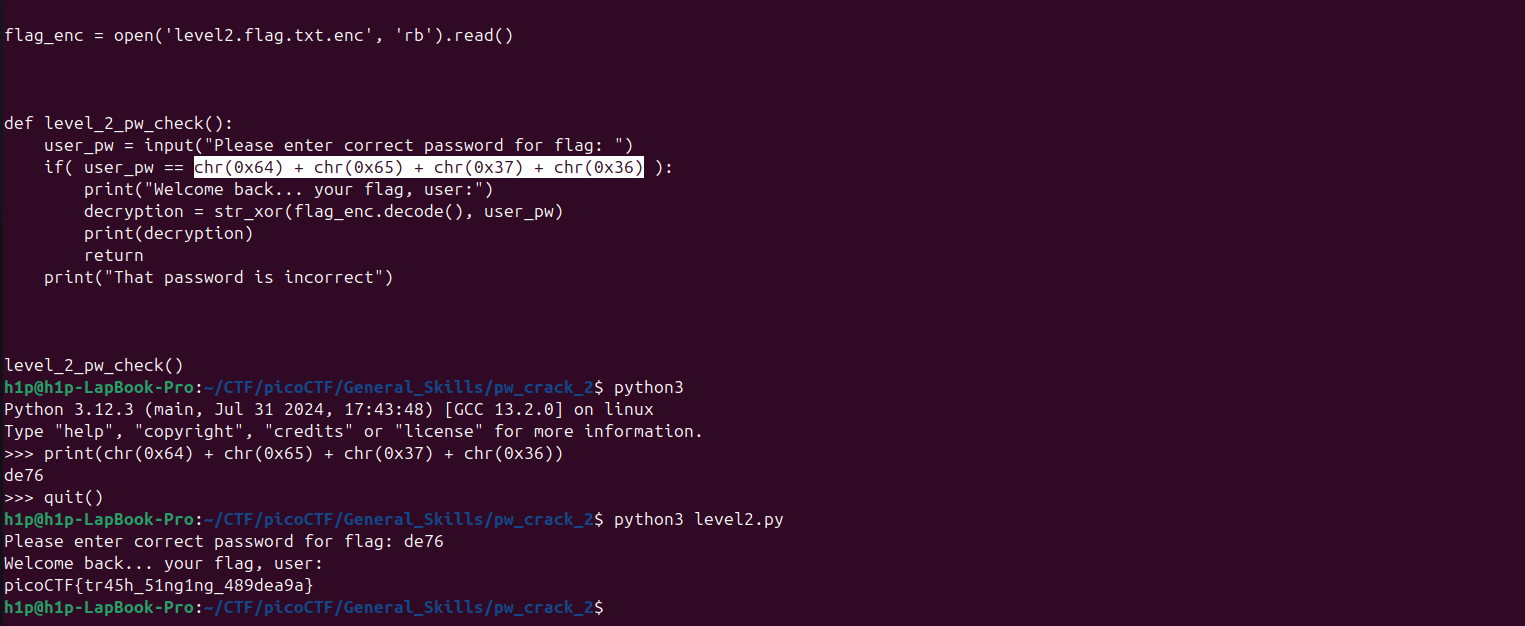 flag_enc = open('level2.flag.txt.enc', 'rb').read()
def level_2_pw_check():
    user_pw = input("Please enter correct password for flag: ")
    if( user_pw == chr(0x64) + chr(0x65) + chr(0x37) + chr(0x36) ):
        print("Welcome back... your flag, user:")
        decryption = str_xor(flag_enc.decode(), user_pw)
        print(decryption)
        return
    print("That password is incorrect")
level_2_pw_check()
h1p@h1p-LapBook-Pro:~/CTF/picoCTF/General_Skills/pw_crack_2$ python3
Python 3.12.3 (main, Jul 31 2024, 17:43:48) [GCC 13.2.0] on linux
Type "help", "copyright", "credits" or "license" for more information.
>>> print(chr(0x64) + chr(0x65) + chr(0x37) + chr(0x36))
de76
>>> quit()
h1p@h1p-LapBook-Pro:~/CTF/picoCTF/General_Skills/pw_crack_2$ python3 level2.py
Please enter correct password for flag: de76
Welcome back... your flag, user:
picoCTF{tr45h_51ng1ng_489dea9a}
h1p@h1p-LapBook-Pro:~/CTF/picoCTF/General_Skills/pw_crack_2$